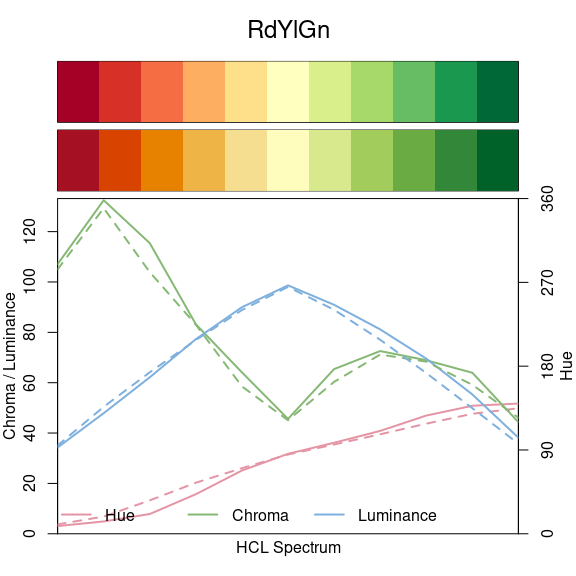 RdYlGn
0
20
40
60
80
100
120
Chroma / Luminance
0
90
180
270
360
Hue
Hue
Chroma
Luminance
HCL Spectrum